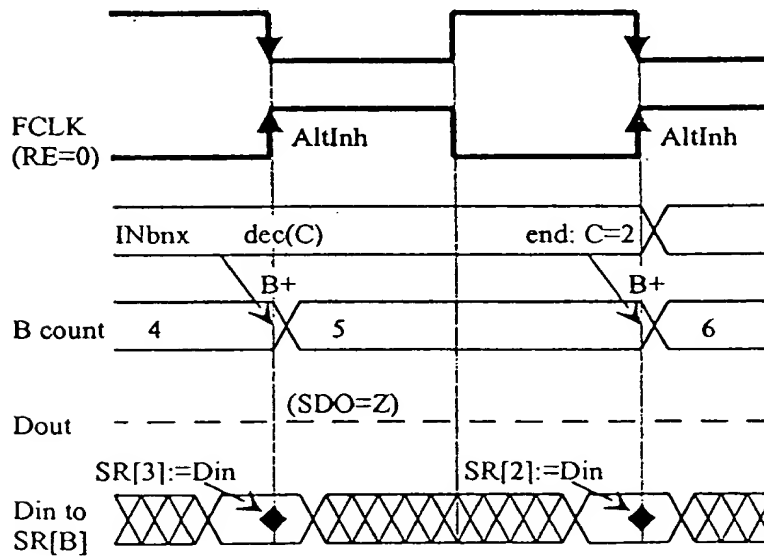 FCLK
(RE=0)
AltInh
AltInh
INbnx dec(C) end: C=2
B+ B+
B count 4 5 6
(SDO=Z)
Dout
SR[3]:=Din SR[2]:=Din
Din to
SR[B]